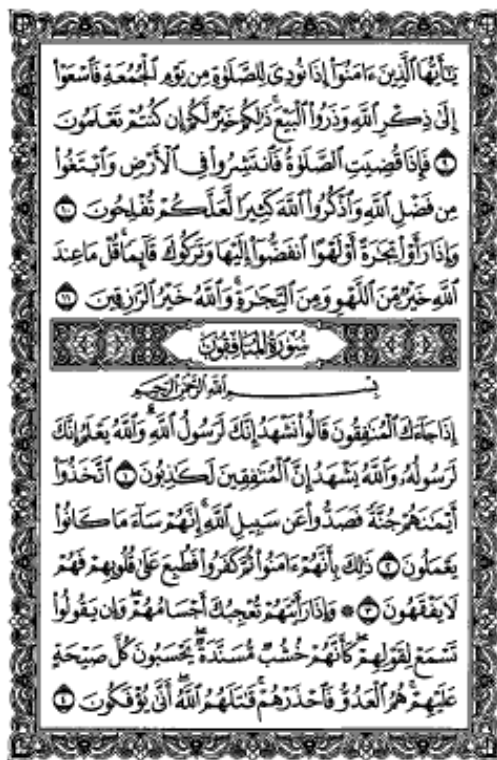 يَـٰٓأَيُّهَا ٱلَّذِينَ ءَامَنُوٓا۟ إِذَا نُودِىَ لِلصَّلَوٰةِ مِن يَوْمِ ٱلْجُمُعَةِ فَٱسْعَوْا۟
إِلَىٰ ذِكْرِ ٱللَّهِ وَذَرُوا۟ ٱلْبَيْعَ ۚ ذَٰلِكُمْ خَيْرٌ لَّكُمْ إِن كُنتُمْ تَعْلَمُونَ
٩ فَإِذَا قُضِيَتِ ٱلصَّلَوٰةُ فَٱنتَشِرُوا۟ فِى ٱلْأَرْضِ وَٱبْتَغُوا۟
مِن فَضْلِ ٱللَّهِ وَٱذْكُرُوا۟ ٱللَّهَ كَثِيرًا لَّعَلَّكُمْ تُفْلِحُونَ ١٠
وَإِذَا رَأَوْا۟ تِجَـٰرَةً أَوْ لَهْوًا ٱنفَضُّوٓا۟ إِلَيْهَا وَتَرَكُوكَ قَآئِمًا ۚ قُلْ مَا عِندَ
ٱللَّهِ خَيْرٌ مِّنَ ٱللَّهْوِ وَمِنَ ٱلتِّجَـٰرَةِ ۚ وَٱللَّهُ خَيْرُ ٱلرَّٰزِقِينَ ١١
سُورَةُ المُنَافِقُونَ
بِسْمِ ٱللَّهِ ٱلرَّحْمَـٰنِ ٱلرَّحِيمِ
إِذَا جَآءَكَ ٱلْمُنَـٰفِقُونَ قَالُوا۟ نَشْهَدُ إِنَّكَ لَرَسُولُ ٱللَّهِ ۗ وَٱللَّهُ يَعْلَمُ إِنَّكَ
لَرَسُولُهُۥ وَٱللَّهُ يَشْهَدُ إِنَّ ٱلْمُنَـٰفِقِينَ لَكَـٰذِبُونَ ١ ٱتَّخَذُوٓا۟
أَيْمَـٰنَهُمْ جُنَّةً فَصَدُّوا۟ عَن سَبِيلِ ٱللَّهِ ۚ إِنَّهُمْ سَآءَ مَا كَانُوا۟
يَعْمَلُونَ ٢ ذَٰلِكَ بِأَنَّهُمْ ءَامَنُوا۟ ثُمَّ كَفَرُوا۟ فَطُبِعَ عَلَىٰ قُلُوبِهِمْ فَهُمْ
لَا يَفْقَهُونَ ٣ ۞ وَإِذَا رَأَيْتَهُمْ تُعْجِبُكَ أَجْسَامُهُمْ ۖ وَإِن يَقُولُوا۟
تَسْمَعْ لِقَوْلِهِمْ ۖ كَأَنَّهُمْ خُشُبٌ مُّسَنَّدَةٌ ۖ يَحْسَبُونَ كُلَّ صَيْحَةٍ
عَلَيْهِمْ ۚ هُمُ ٱلْعَدُوُّ فَٱحْذَرْهُمْ ۚ قَـٰتَلَهُمُ ٱللَّهُ ۖ أَنَّىٰ يُؤْفَكُونَ ٤